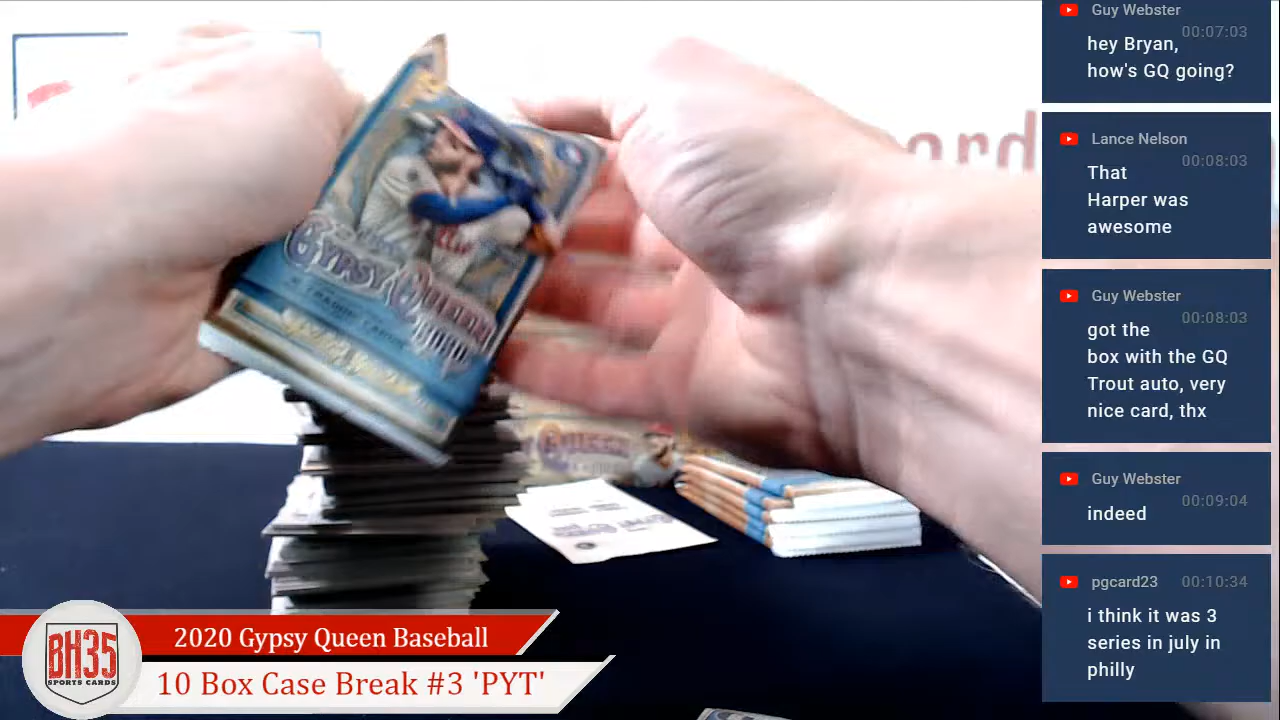 Guy Webster
00:07:03
hey Bryan,
how's GQ going?
Lance Nelson
00:08:03
That
Harper was
awesome
Guy Webster
00:08:03
got the
box with the GQ
Trout auto, very
nice card, thx
Guy Webster
00:09:04
indeed
pgcard23 00:10:34
i think it was 3
series in july in
philly
ard
GYPSY QUEEN
QUEEN
BH35
SPORTS CARDS
2020 Gypsy Queen Baseball
10 Box Case Break #3 'PYT'